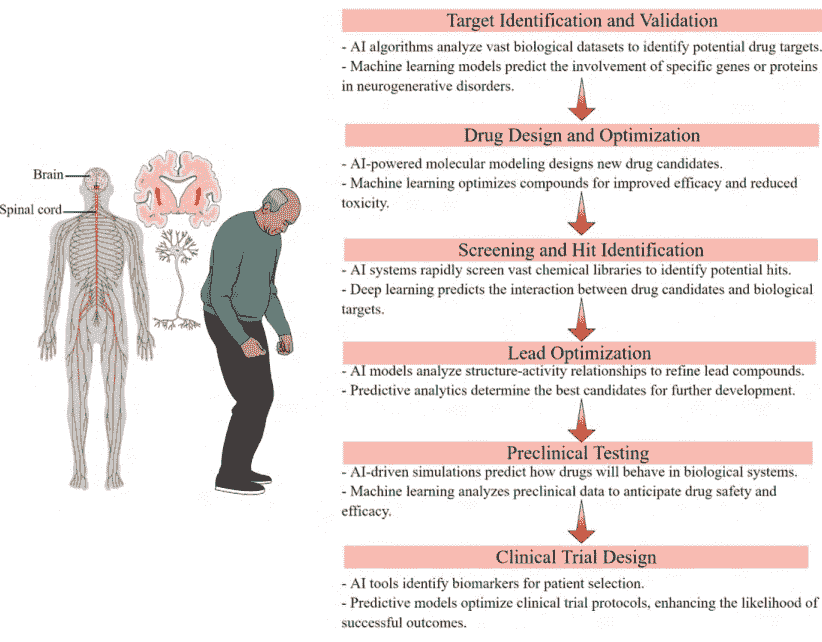 Target Identification and Validation
- AI algorithms analyze vast biological datasets to identify potential drug targets.
- Machine learning models predict the involvement of specific genes or proteins
in neurogenerative disorders.
Drug Design and Optimization
- AI-powered molecular modeling designs new drug candidates.
- Machine learning optimizes compounds for improved efficacy and reduced
toxicity.
Brain
Spinal cord
Screening and Hit Identification
- AI systems rapidly screen vast chemical libraries to identify potential hits.
- Deep learning predicts the interaction between drug candidates and biological
targets.
Lead Optimization
- AI models analyze structure-activity relationships to refine lead compounds.
- Predictive analytics determine the best candidates for further development.
Preclinical Testing
- AI-driven simulations predict how drugs will behave in biological systems.
- Machine learning analyzes preclinical data to anticipate drug safety and
efficacy.
Clinical Trial Design
- AI tools identify biomarkers for patient selection.
- Predictive models optimize clinical trial protocols, enhancing the likelihood of
successful outcomes.